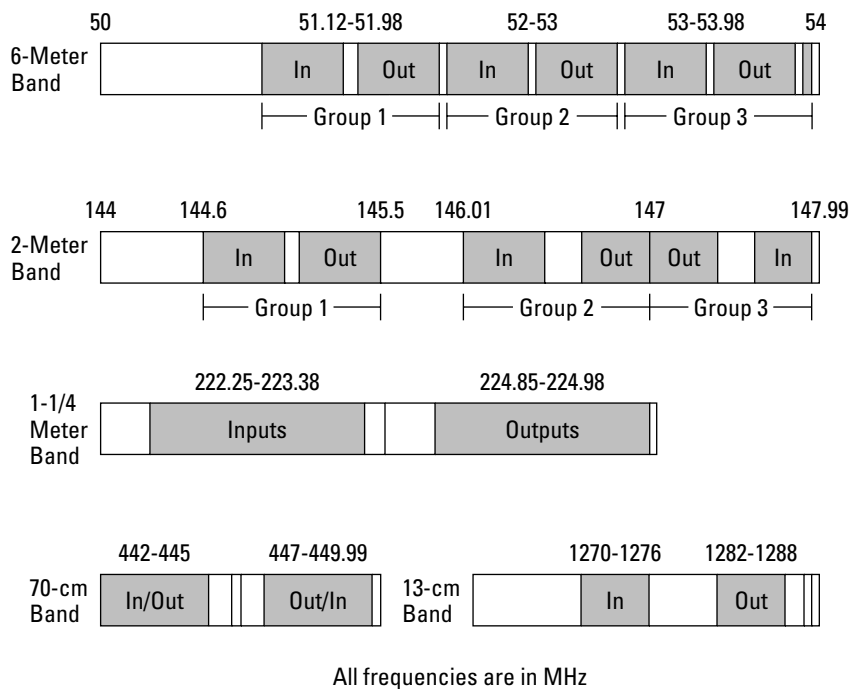 50 51.12-51.98 52-53 53-53.98 54
6-Meter
Band
In Out In Out In Out
Group 1 Group 2 Group 3
144 144.6 145.5 146.01 147 147.99
2-Meter
Band
In Out In Out Out In
Group 1 Group 2 Group 3
222.25-223.38 224.85-224.98
1-1/4
Meter
Band
Inputs Outputs
442-445 447-449.99
70-cm
Band
In/Out Out/In
1270-1276 1282-1288
13-cm
Band
In Out
All frequencies are in MHz